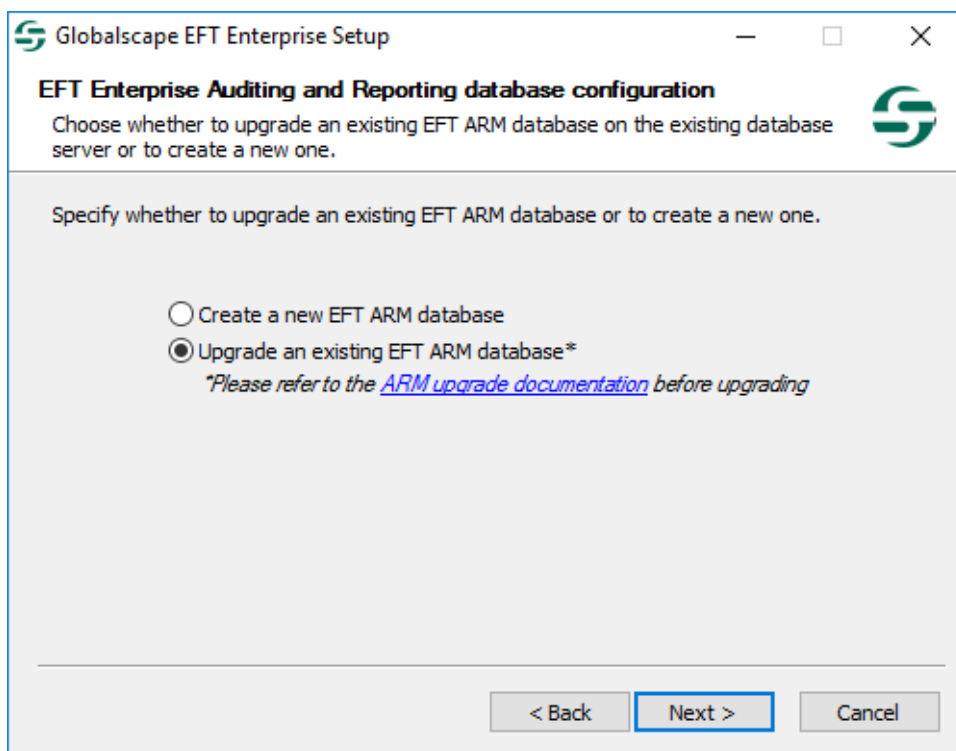 Globalscape EFT Enterprise Setup
EFT Enterprise Auditing and Reporting database configuration
Choose whether to upgrade an existing EFT ARM database on the existing database
server or to create a new one.
Specify whether to upgrade an existing EFT ARM database or to create a new one.
Create a new EFT ARM database
Upgrade an existing EFT ARM database*
*Please refer to the ARM upgrade documentation before upgrading
< Back Next > Cancel